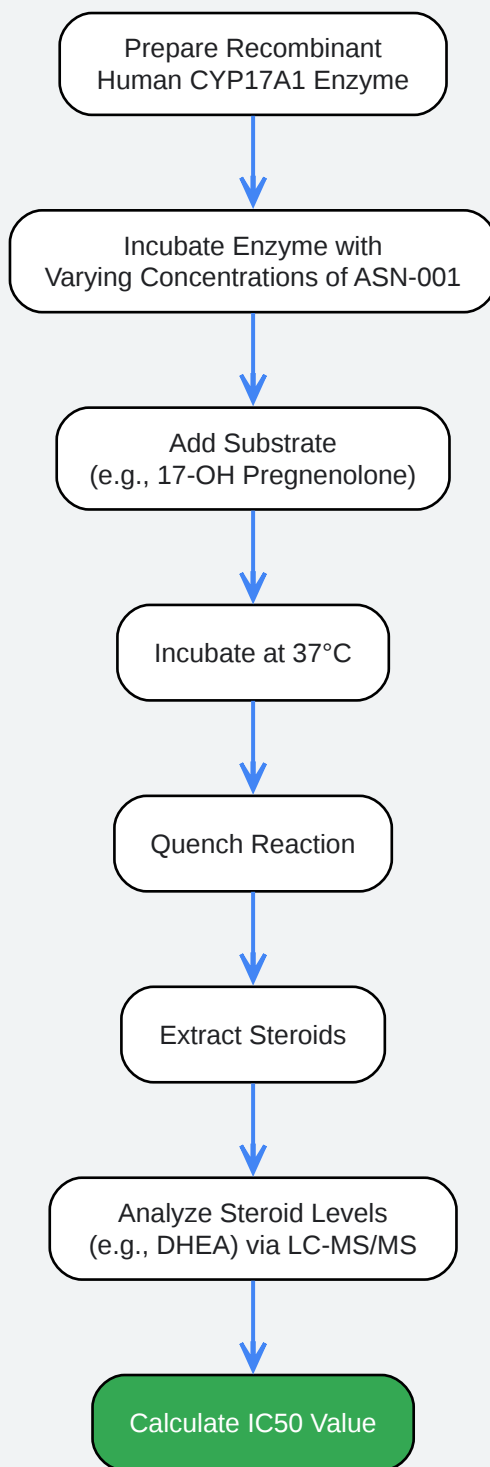 Prepare Recombinant
Human CYP17A1 Enzyme
Incubate Enzyme with
Varying Concentrations of ASN-001
Add Substrate
(e.g., 17-OH Pregnenolone)
Incubate at 37°C
Quench Reaction
Extract Steroids
Analyze Steroid Levels
(e.g., DHEA) via LC-MS/MS
Calculate IC50 Value